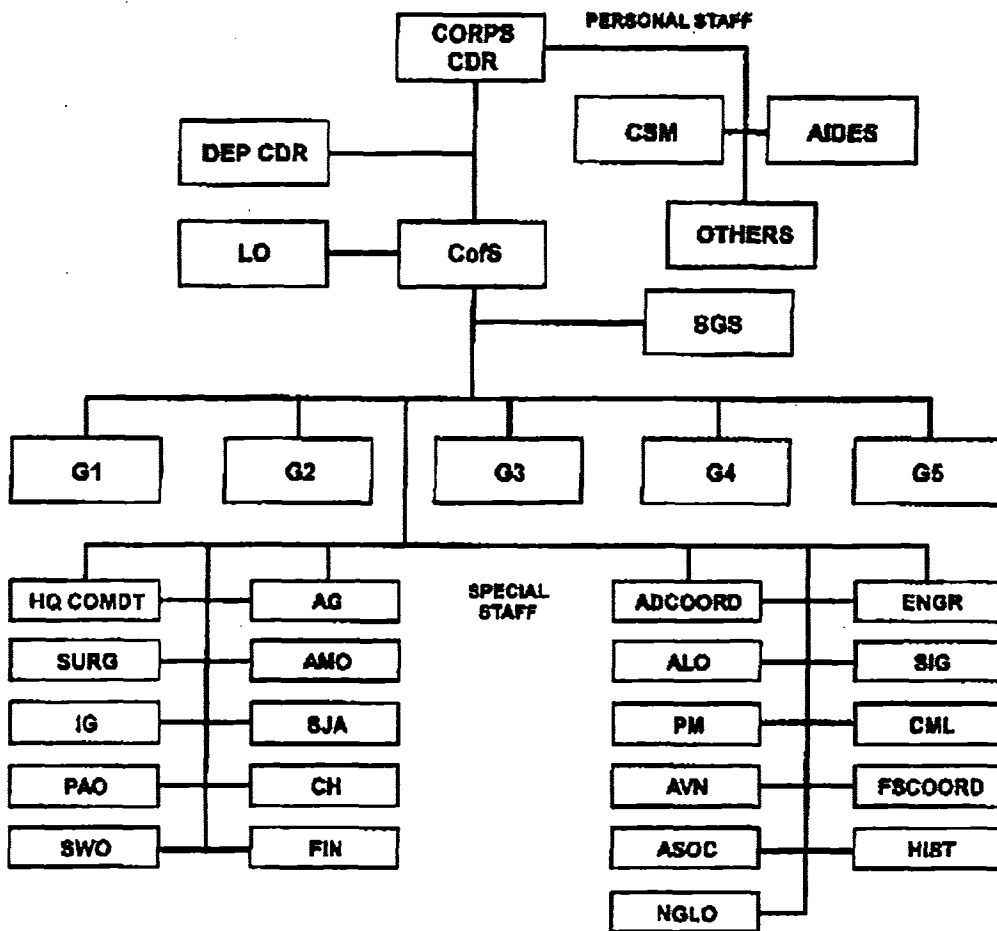 PERSONAL STAFF
CORPS
CDR
CSM
AIDES
DEP CDR
OTHERS
LO
CofS
SGS
G1
G2
G3
G4
G5
HQ COMDT
AG
SPECIAL
STAFF
ADCOORD
ENGR
SURG
AMO
ALO
SIG
IG
SJA
PM
CML
PAO
CH
AVN
FSCOORD
SWO
FIN
ASOC
HIST
NGLO